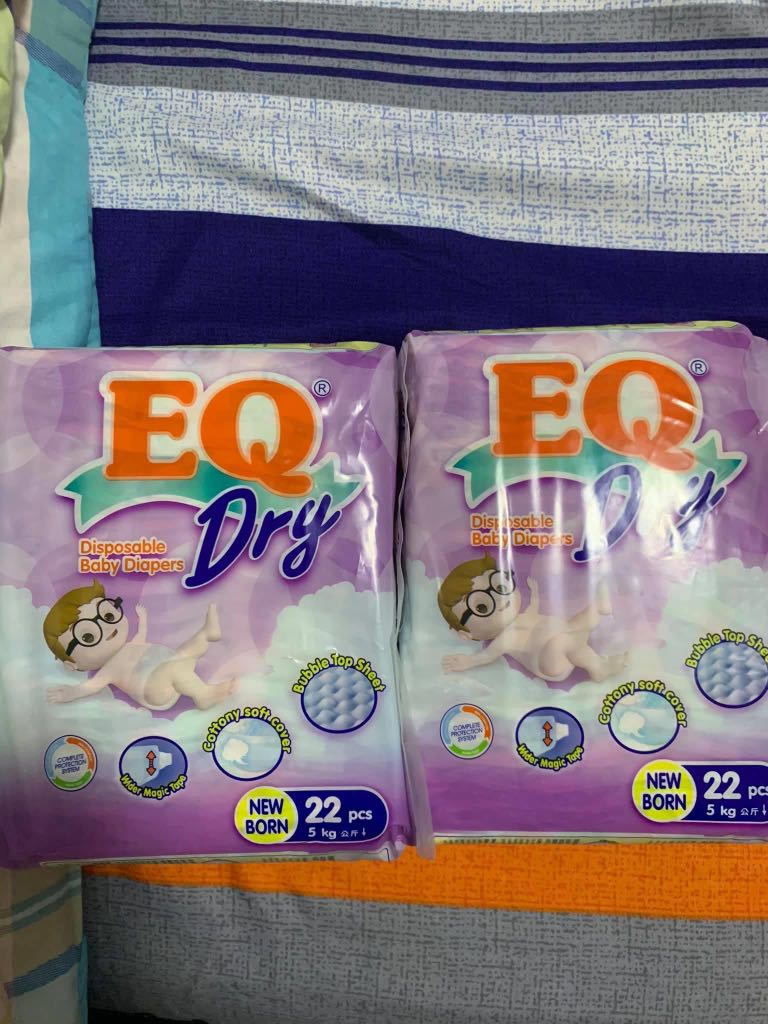 EQ®
Dry
Disposable
Baby Diapers
Bubble Top Sheet
Cottony soft cover
COMPLETE
PROTECTION
SYSTEM
Wider Magic Tape
NEW
BORN
22 pcs
5 kg 公斤↓
EQ®
Dry
Disposable
Baby Diapers
Bubble Top Shee
Cottony soft cover
COMPLETE
PROTECTION
SYSTEM
Wider Magic Tape
NEW
BORN
22 pcs
5 kg 公斤↓